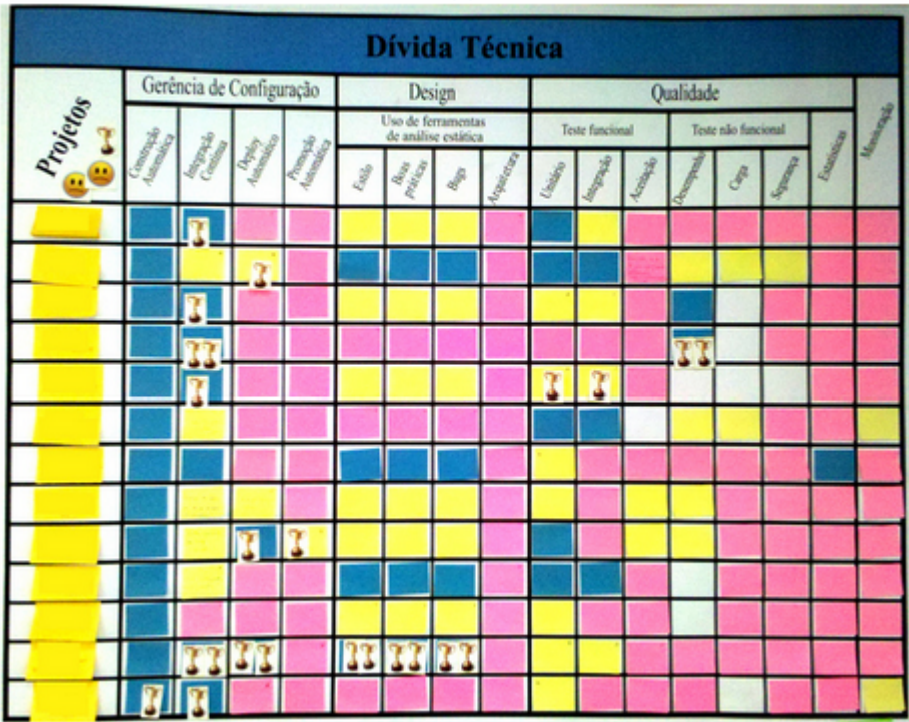 Dívida Técnica
Projetos
Gerência de Configuração
Design
Qualidade
Uso de ferramentas
de análise estática
Teste funcional
Teste não funcional
Construção
Automática
Integração
Contínua
Deploy
Automático
Promoção
Automática
Estilo
Boas
práticas
Bugs
Arquitetura
Unitário
Integração
Aceitação
Desempenho
Carga
Segurança
Estatísticas
Monitoração